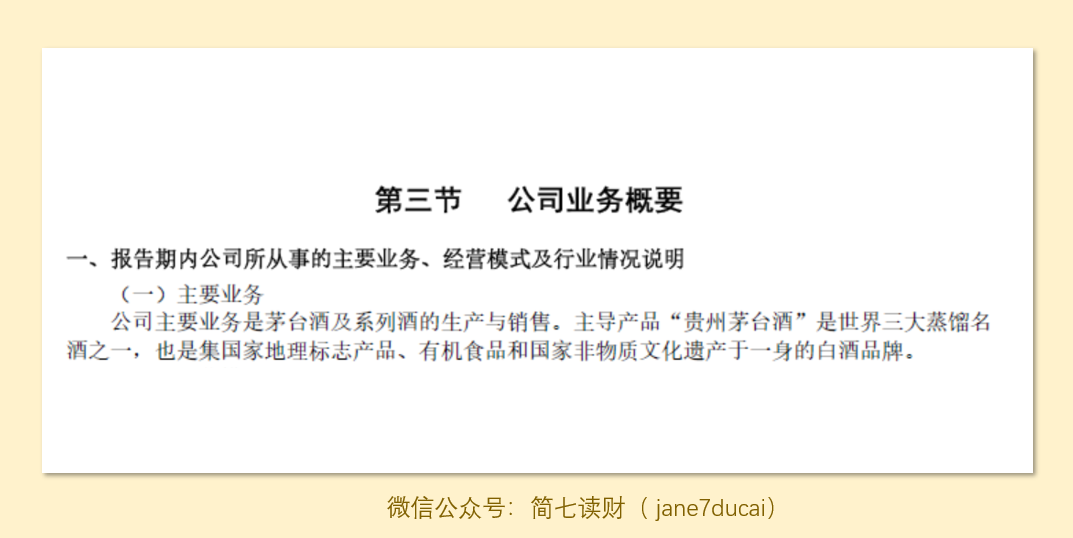 第三节 公司业务概要
一、报告期内公司所从事的主要业务、经营模式及行业情况说明
（一）主要业务
公司主要业务是茅台酒及系列酒的生产与销售。主导产品“贵州茅台酒”是世界三大蒸馏名
酒之一，也是集国家地理标志产品、有机食品和国家非物质文化遗产于一身的白酒品牌。
微信公众号：简七读财（jane7ducai）